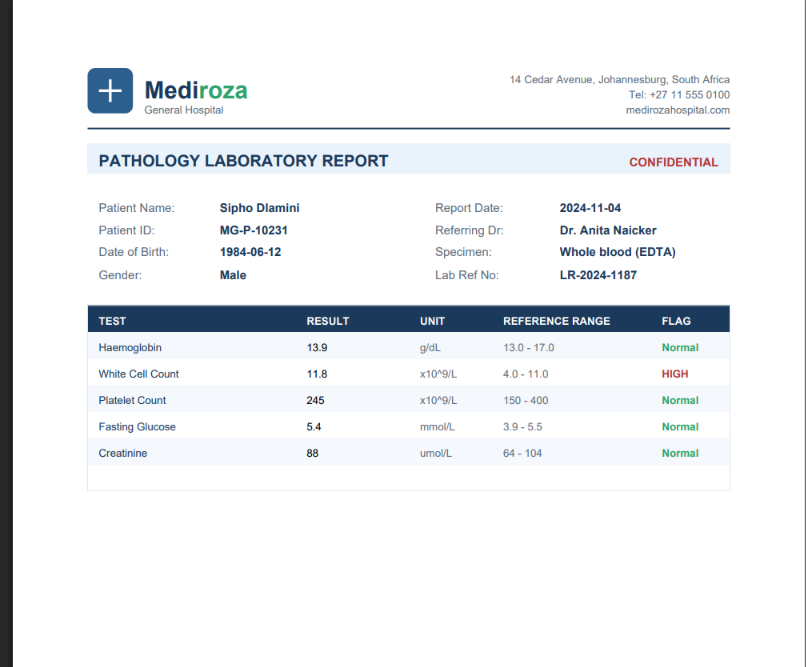 Mediroza
General Hospital
14 Cedar Avenue, Johannesburg, South Africa
Tel: +27 11 555 0100
medirozahospital.com
PATHOLOGY LABORATORY REPORT CONFIDENTIAL
Patient Name: Sipho Dlamini Report Date: 2024-11-04
Patient ID: MG-P-10231 Referring Dr: Dr. Anita Naicker
Date of Birth: 1984-06-12 Specimen: Whole blood (EDTA)
Gender: Male Lab Ref No: LR-2024-1187
TEST RESULT UNIT REFERENCE RANGE FLAG
Haemoglobin 13.9 g/dL 13.0 - 17.0 Normal
White Cell Count 11.8 x10^9/L 4.0 - 11.0 HIGH
Platelet Count 245 x10^9/L 150 - 400 Normal
Fasting Glucose 5.4 mmol/L 3.9 - 5.5 Normal
Creatinine 88 umol/L 64 - 104 Normal